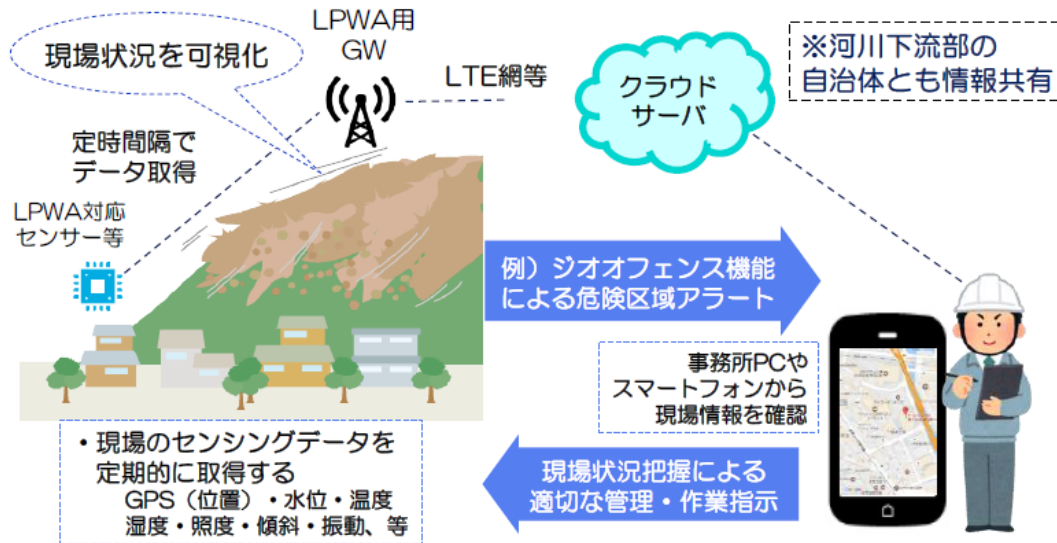 現場状況を可視化
LPWA用
GW
LTE網等
クラウド
サーバ
※河川下流部の
自治体とも情報共有
定時間隔で
データ取得
LPWA対応
センサー等
例）ジオオフェンス機能
による危険区域アラート
事務所PCや
スマートフォンから
現場情報を確認
・現場のセンシングデータを
定期的に取得する
GPS（位置）・水位・温度
湿度・照度・傾斜・振動、等
現場状況把握による
適切な管理・作業指示